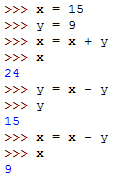 >>> x = 15
>>> y = 9
>>> x = x + y
>>> x
24
>>> y = x - y
>>> y
15
>>> x = x - y
>>> x
9